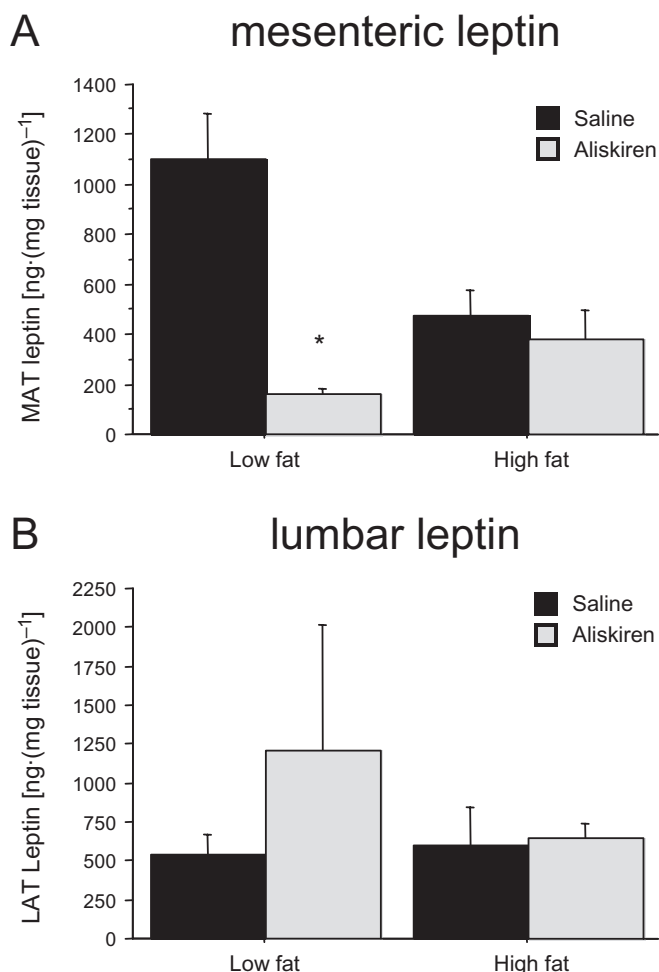 A mesenteric leptin
MAT leptin [ng·(mg tissue)⁻¹]
1400
1200
1000
800
600
400
200
0
Saline
Aliskiren
*
Low fat High fat
B lumbar leptin
LAT Leptin [ng·(mg tissue)⁻¹]
2250
2000
1750
1500
1250
1000
750
500
250
0
Saline
Aliskiren
Low fat High fat